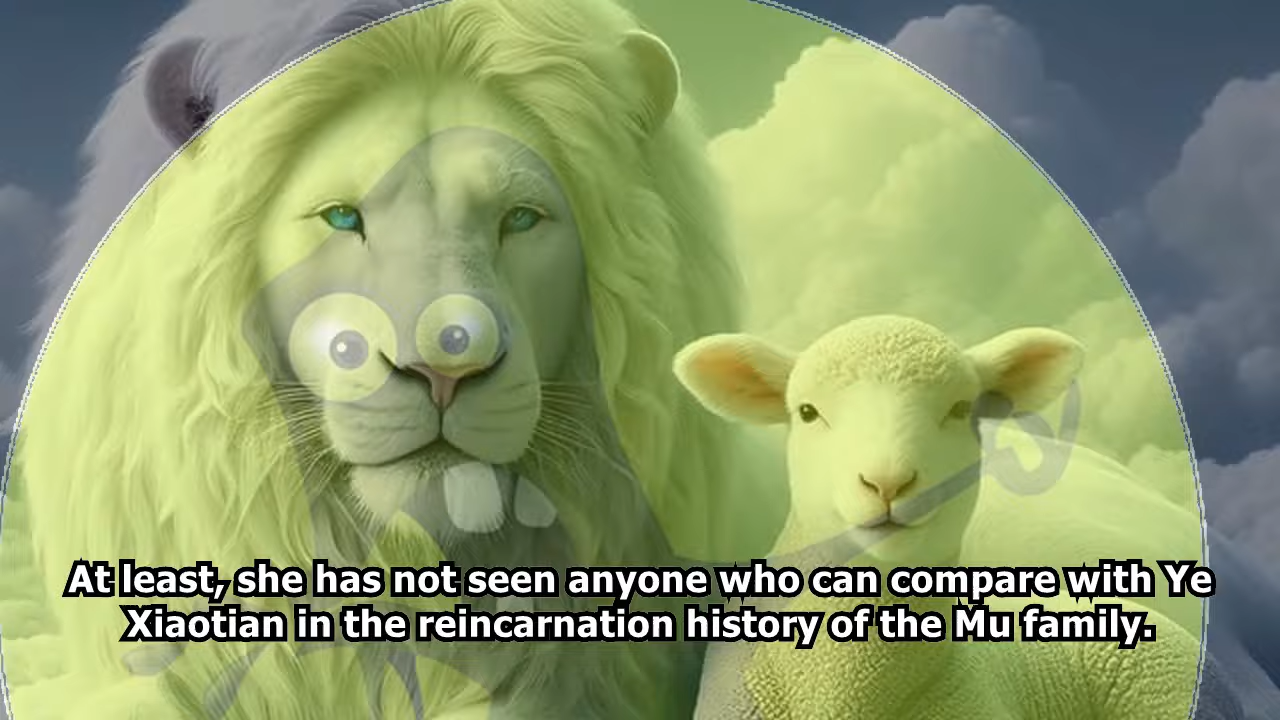 At least, she has not seen anyone who can compare with Ye
Xiaotian in the reincarnation history of the Mu family.